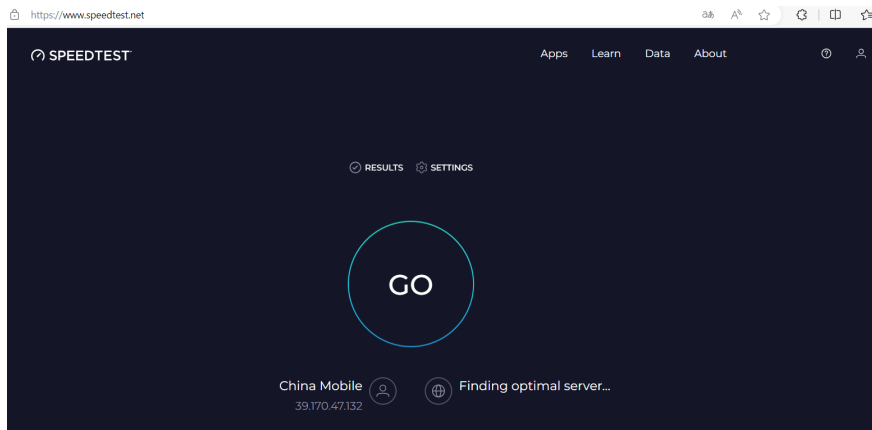 https://www.speedtest.net
SPEEDTEST
Apps Learn Data About
RESULTS SETTINGS
GO
China Mobile Finding optimal server...
39.170.47.132